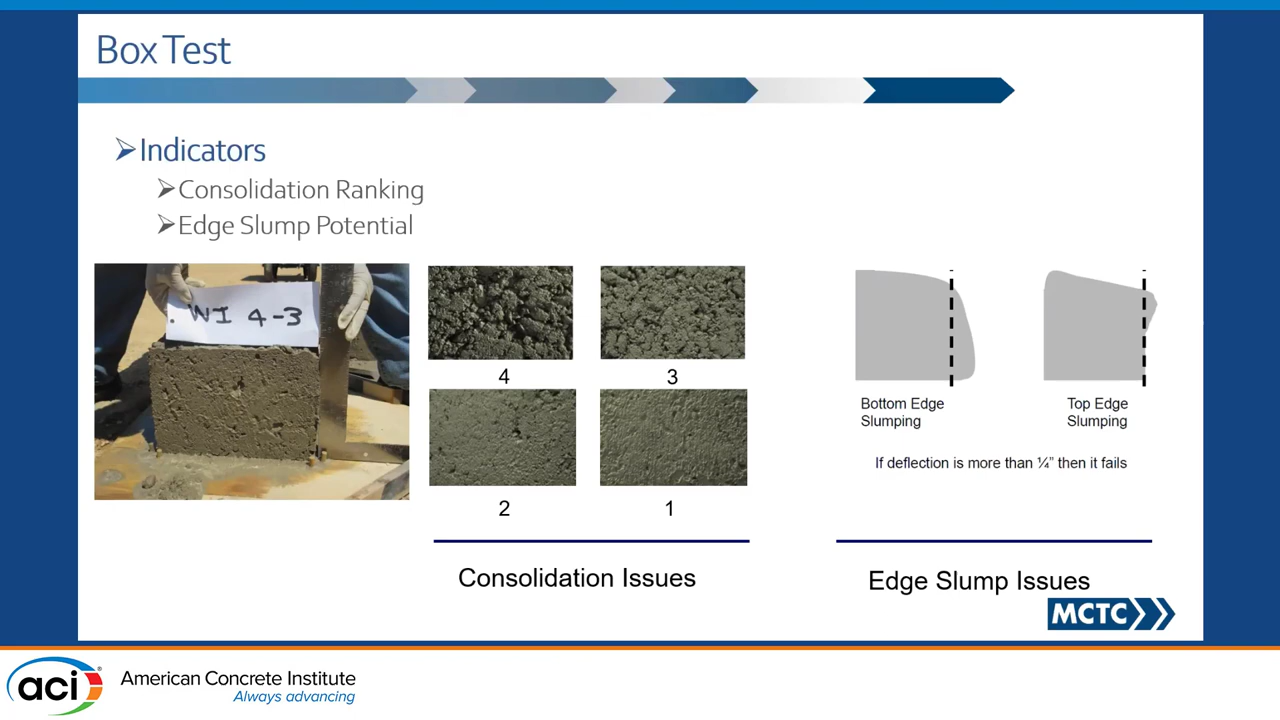 Box Test
Indicators
Consolidation Ranking
Edge Slump Potential
WI 4-3
4
3
2
1
Consolidation Issues
Bottom Edge
Slumping
Top Edge
Slumping
If deflection is more than ¼” then it fails
Edge Slump Issues
MCTC
aci
®
American Concrete Institute
Always advancing